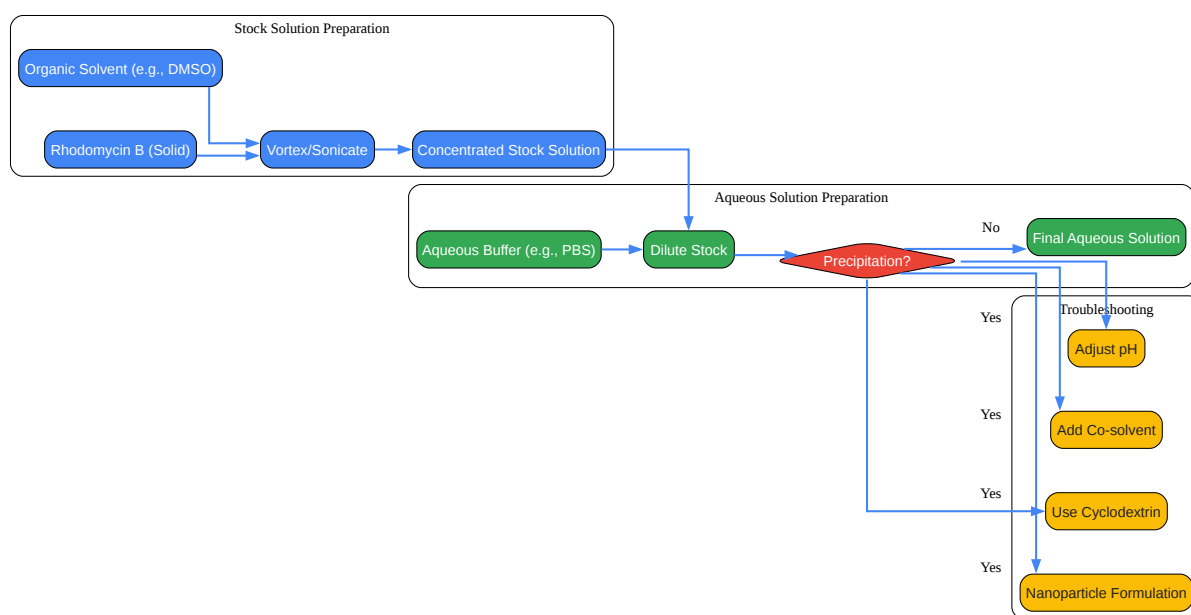 Stock Solution Preparation
Organic Solvent (e.g., DMSO)
Rhodomycin B (Solid)
Vortex/Sonicate
Concentrated Stock Solution
Aqueous Solution Preparation
Aqueous Buffer (e.g., PBS)
Dilute Stock
Precipitation?
No
Final Aqueous Solution
Troubleshooting
Yes
Adjust pH
Yes
Add Co-solvent
Yes
Use Cyclodextrin
Yes
Nanoparticle Formulation